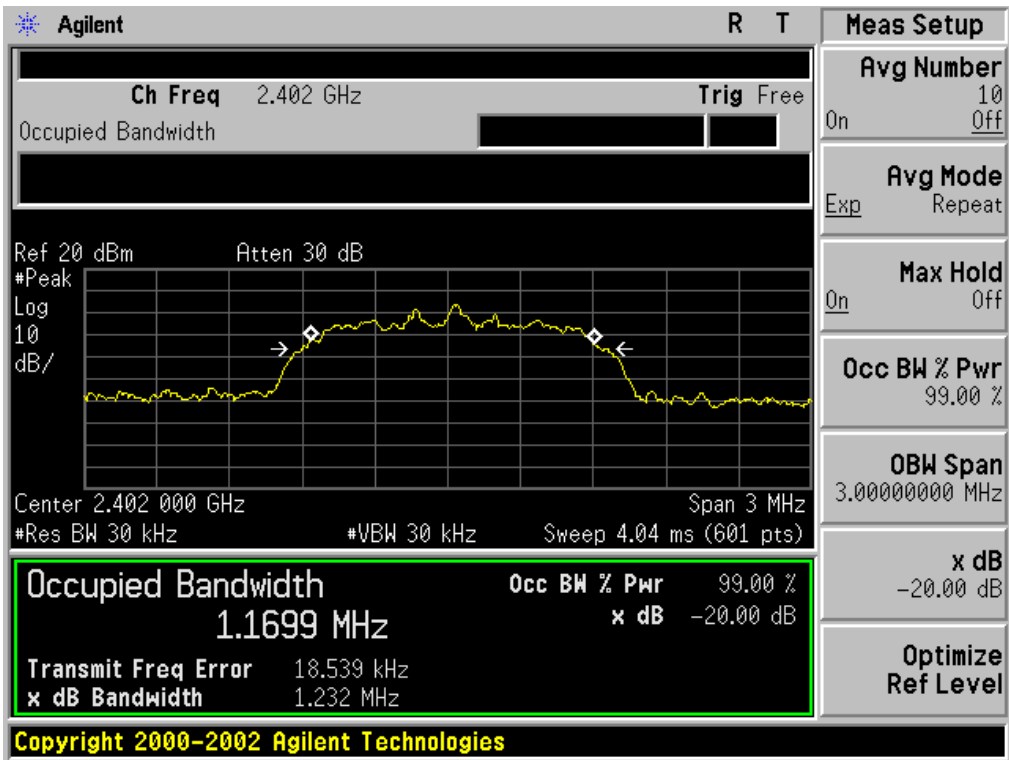 Agilent R T
Ch Freq 2.402 GHz Trig Free
Occupied Bandwidth
Ref 20 dBm Atten 30 dB
#Peak
Log
10
dB/
Center 2.402 000 GHz Span 3 MHz
#Res BW 30 kHz #VBW 30 kHz Sweep 4.04 ms (601 pts)
Occupied Bandwidth Occ BW % Pwr 99.00 %
1.1699 MHz x dB -20.00 dB
Transmit Freq Error 18.539 kHz
x dB Bandwidth 1.232 MHz
Copyright 2000-2002 Agilent Technologies
Meas Setup
Avg Number
10
On Off
Avg Mode
Exp Repeat
Max Hold
On Off
Occ BW % Pwr
99.00 %
OBW Span
3.00000000 MHz
x dB
-20.00 dB
Optimize
Ref Level